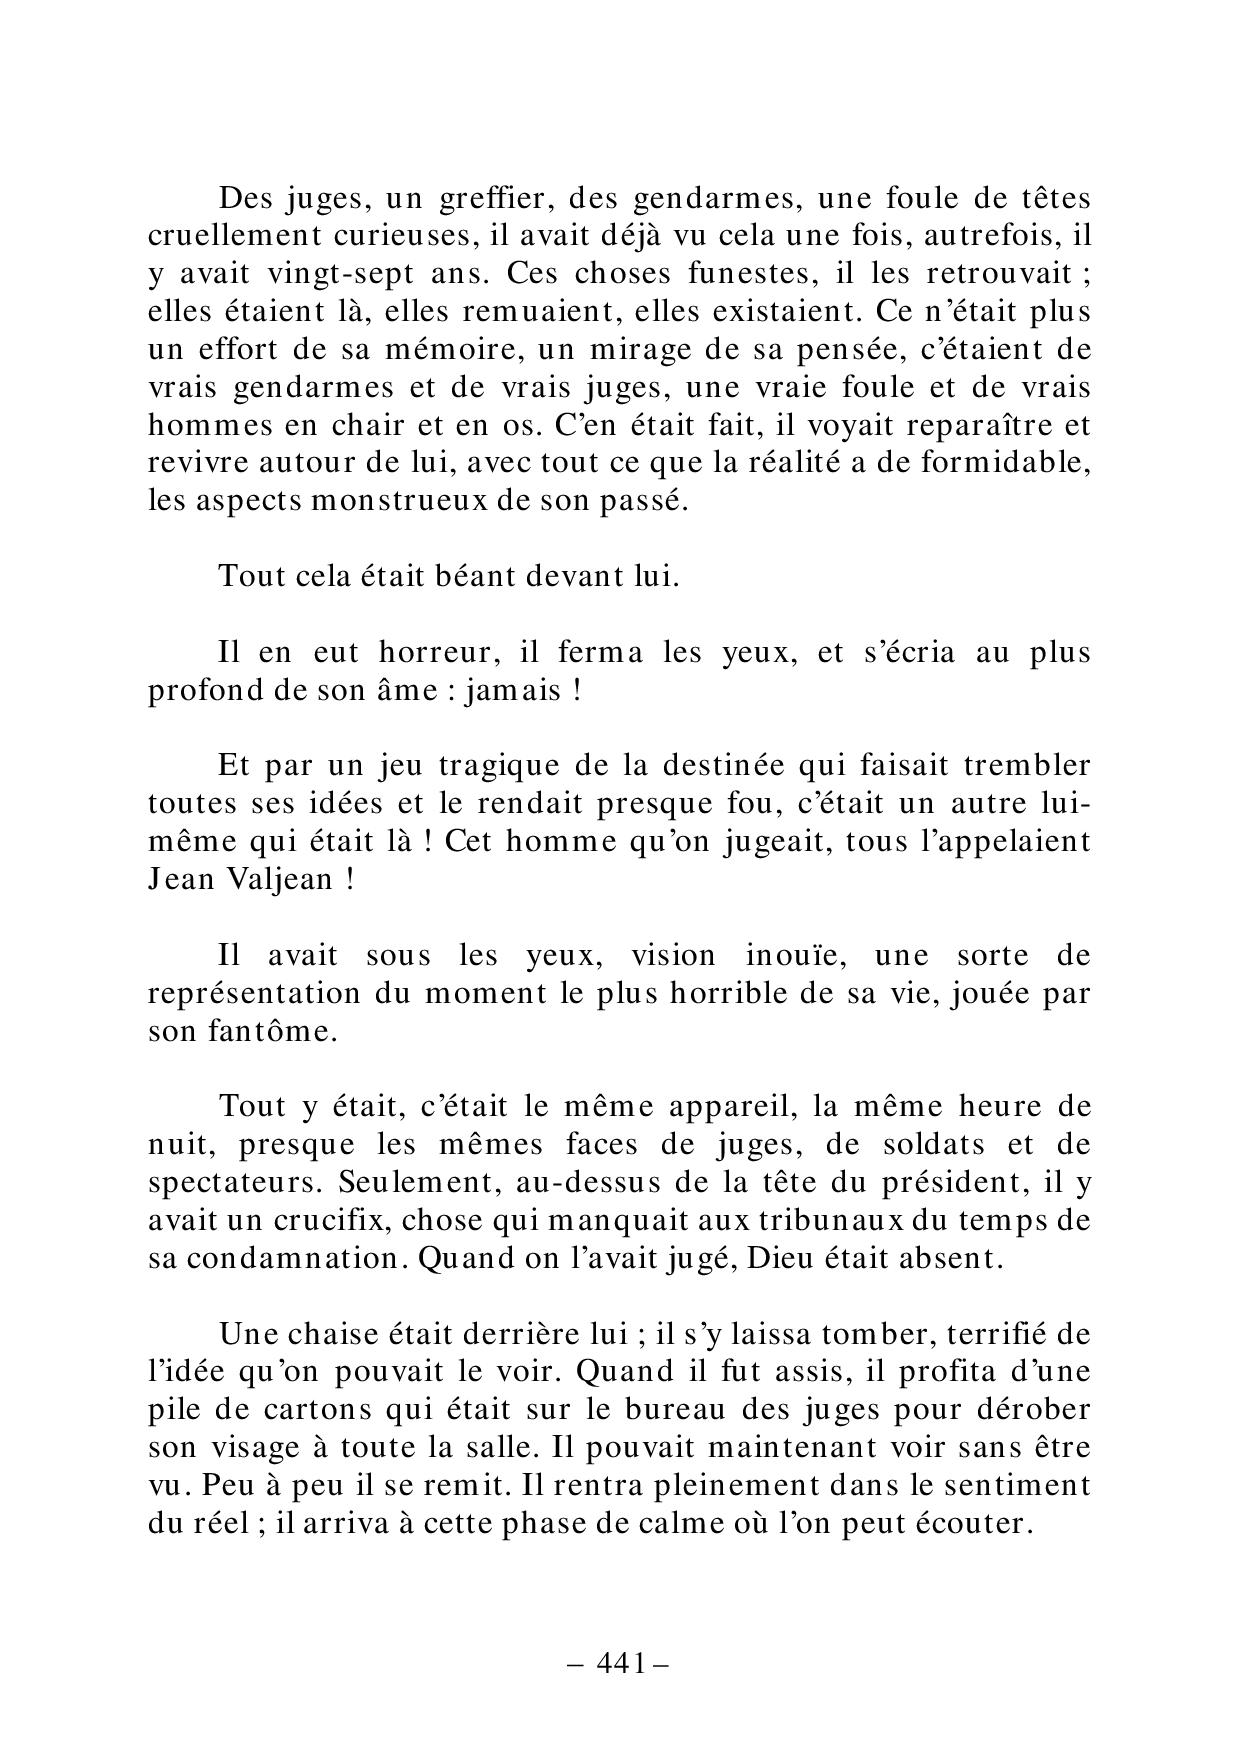 Des juges, un greffier, des gendarmes, une foule de têtes
cruellement curieuses, il avait déjà vu cela une fois, autrefois, il
y avait vingt-sept ans. Ces choses funestes, il les retrouvait ;
elles étaient là, elles remuaient, elles existaient. Ce n’était plus
un effort de sa mémoire, un mirage de sa pensée, c’étaient de
vrais gendarmes et de vrais juges, une vraie foule et de vrais
hommes en chair et en os. C’en était fait, il voyait reparaître et
revivre autour de lui, avec tout ce que la réalité a de formidable,
les aspects monstrueux de son passé.
Tout cela était béant devant lui.
Il en eut horreur, il ferma les yeux, et s’écria au plus
profond de son âme : jamais !
Et par un jeu tragique de la destinée qui faisait trembler
toutes ses idées et le rendait presque fou, c’était un autre lui-
même qui était là ! Cet homme qu’on jugeait, tous l’appelaient
Jean Valjean !
Il avait sous les yeux, vision inouïe, une sorte de
représentation du moment le plus horrible de sa vie, jouée par
son fantôme.
Tout y était, c’était le même appareil, la même heure de
nuit, presque les mêmes faces de juges, de soldats et de
spectateurs. Seulement, au-dessus de la tête du président, il y
avait un crucifix, chose qui manquait aux tribunaux du temps de
sa condamnation. Quand on l’avait jugé, Dieu était absent.
Une chaise était derrière lui ; il s’y laissa tomber, terrifié de
l’idée qu’on pouvait le voir. Quand il fut assis, il profita d’une
pile de cartons qui était sur le bureau des juges pour dérober
son visage à toute la salle. Il pouvait maintenant voir sans être
vu. Peu à peu il se remit. Il rentra pleinement dans le sentiment
du réel ; il arriva à cette phase de calme où l’on peut écouter.
– 441 –